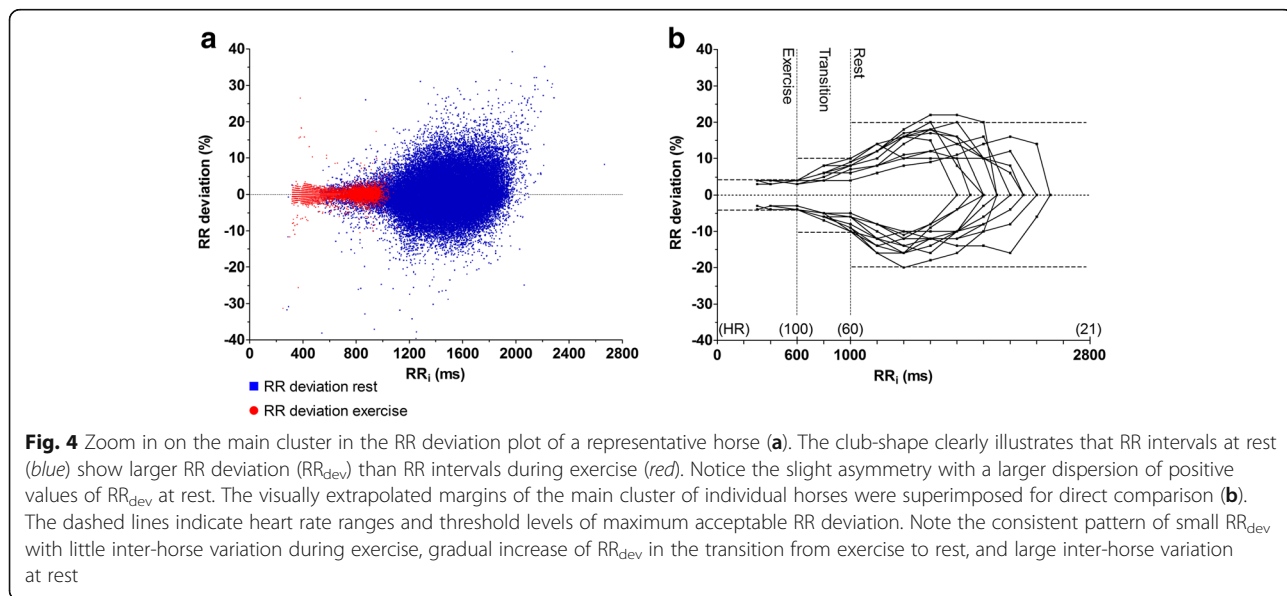 a
40
30
20
10
0
-10
-20
-30
-40
RR deviation (%)
0 400 800 1200 1600 2000 2400 2800
RRi (ms)
RR deviation rest
RR deviation exercise
b
40
30
20
10
0
-10
-20
-30
-40
RR deviation (%)
Exercise
Transition
Rest
(HR) (100) (60) (21)
0 600 1000 2800
RRi (ms)
Fig. 4 Zoom in on the main cluster in the RR deviation plot of a representative horse (a). The club-shape clearly illustrates that RR intervals at rest
(blue) show larger RR deviation (RRdev) than RR intervals during exercise (red). Notice the slight asymmetry with a larger dispersion of positive
values of RRdev at rest. The visually extrapolated margins of the main cluster of individual horses were superimposed for direct comparison (b).
The dashed lines indicate heart rate ranges and threshold levels of maximum acceptable RR deviation. Note the consistent pattern of small RRdev
with little inter-horse variation during exercise, gradual increase of RRdev in the transition from exercise to rest, and large inter-horse variation
at rest